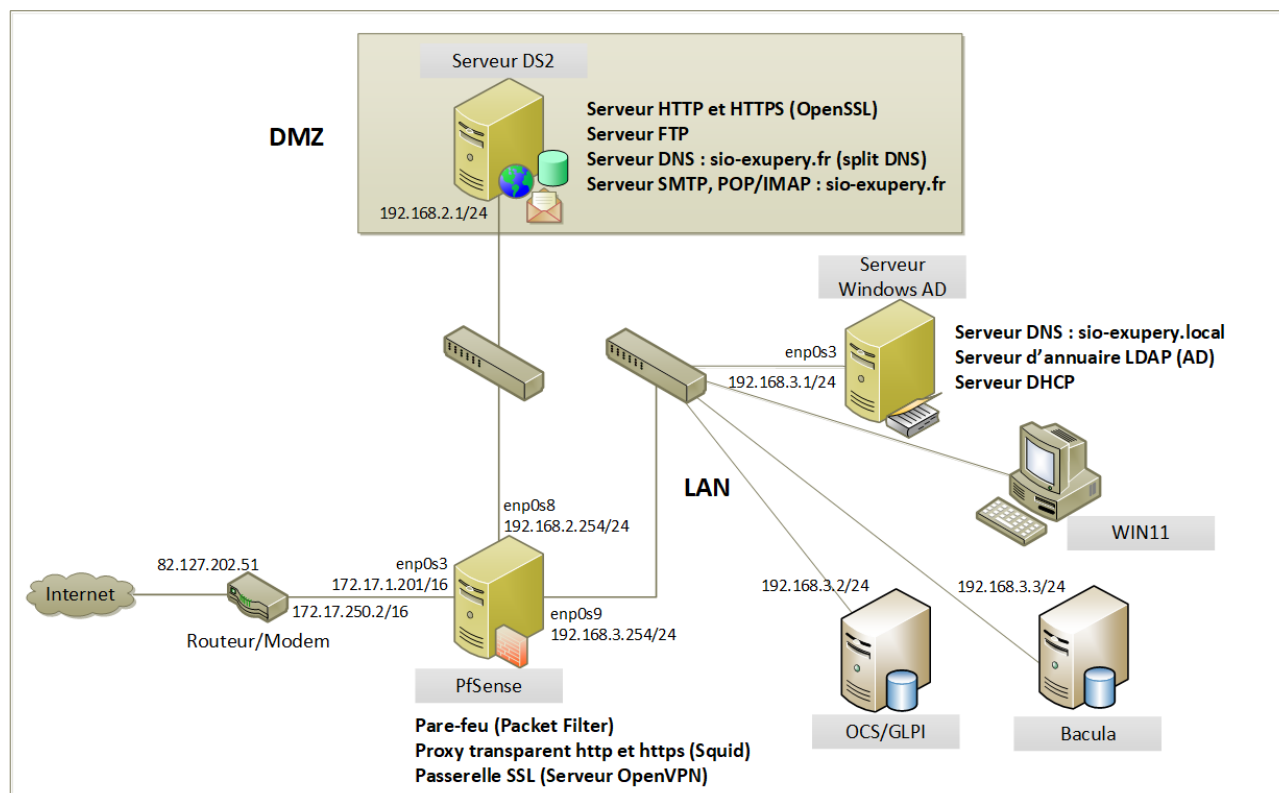 Serveur DS2
DMZ
Serveur HTTP et HTTPS (OpenSSL)
Serveur FTP
Serveur DNS : sio-exupery.fr (split DNS)
Serveur SMTP, POP/IMAP : sio-exupery.fr
192.168.2.1/24
Serveur
Windows AD
enp0s3
192.168.3.1/24
Serveur DNS : sio-exupery.local
Serveur d'annuaire LDAP (AD)
Serveur DHCP
LAN
WIN11
enp0s8
192.168.2.254/24
82.127.202.51
Internet
Routeur/Modem
enp0s3
172.17.1.201/16
172.17.250.2/16
enp0s9
192.168.3.254/24
PfSense
Pare-feu (Packet Filter)
Proxy transparent http et https (Squid)
Passerelle SSL (Serveur OpenVPN)
192.168.3.2/24
OCS/GLPI
192.168.3.3/24
Bacula